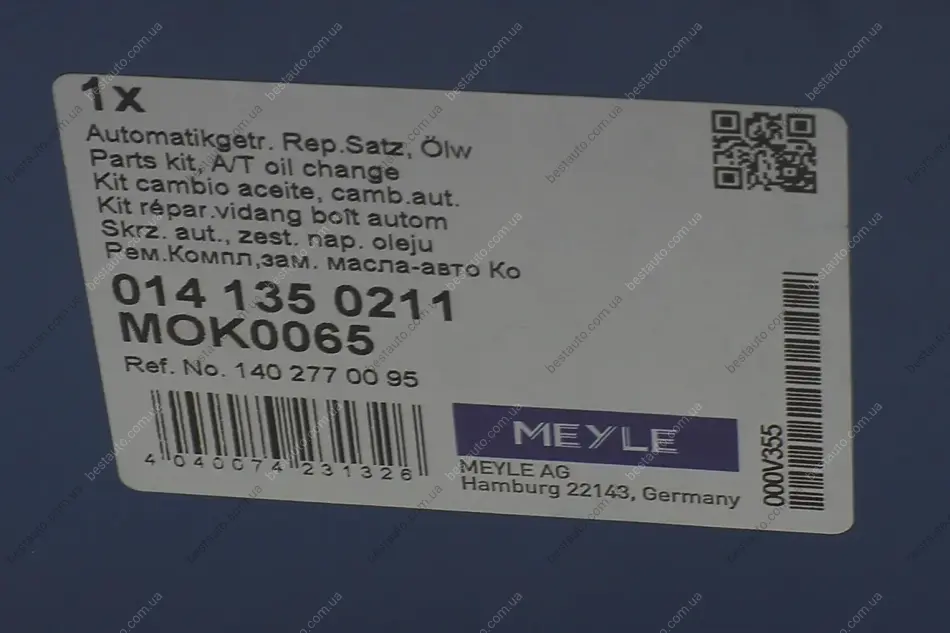 1x
Automatikgetr. Rep.Satz, Ölw
Parts kit, A/T oil change
Kit cambio aceite, camb.aut.
Kit répar.vidang boît autom
Skrz. aut., zest. nap. oleju
Рем.Компл,зам. масла-авто Ко
014 135 0211
MOK0065
Ref. No. 140 277 00 95
4 040074 231326
MEYLE
MEYLE AG
Hamburg 22143, Germany
000V355
bestauto.com.ua